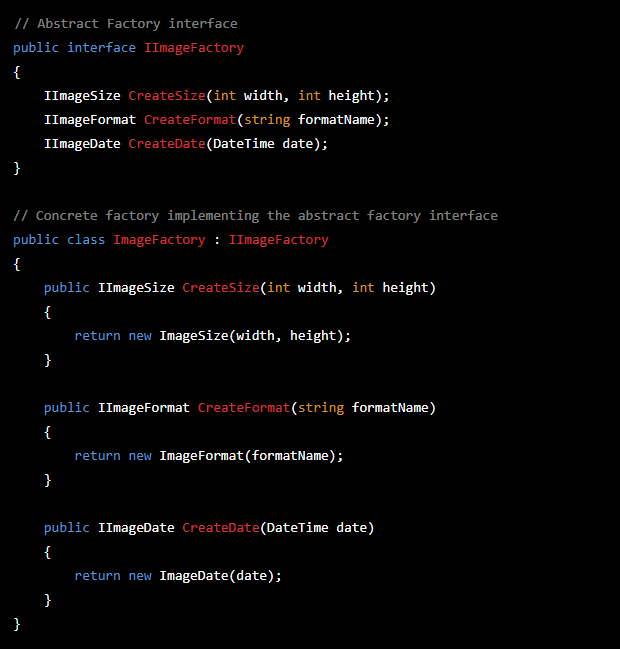 // Abstract Factory interface
public interface IImageFactory
{
    IImageSize CreateSize(int width, int height);
    IImageFormat CreateFormat(string formatName);
    IImageDate CreateDate(DateTime date);
}

// Concrete factory implementing the abstract factory interface
public class ImageFactory : IImageFactory
{
    public IImageSize CreateSize(int width, int height)
    {
        return new ImageSize(width, height);
    }

    public IImageFormat CreateFormat(string formatName)
    {
        return new ImageFormat(formatName);
    }

    public IImageDate CreateDate(DateTime date)
    {
        return new ImageDate(date);
    }
}